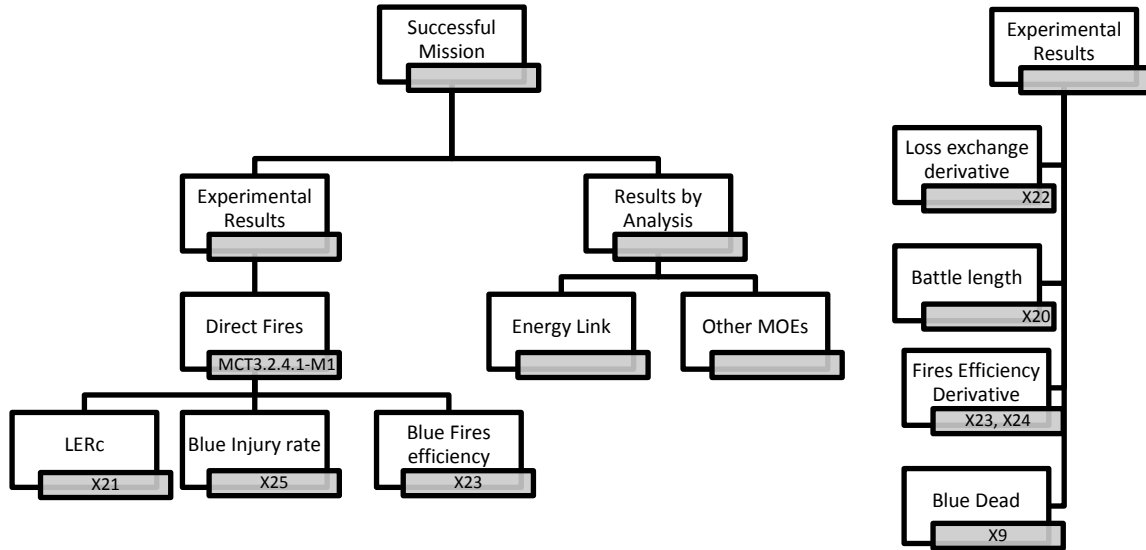 Successful
Mission
Experimental
Results
Results by
Analysis
Direct Fires
MCT3.2.4.1-M1
Energy Link
Other MOEs
LERc
X21
Blue Injury rate
X25
Blue Fires
efficiency
X23
Experimental
Results
Loss exchange
derivative
X22
Battle length
X20
Fires Efficiency
Derivative
X23, X24
Blue Dead
X9